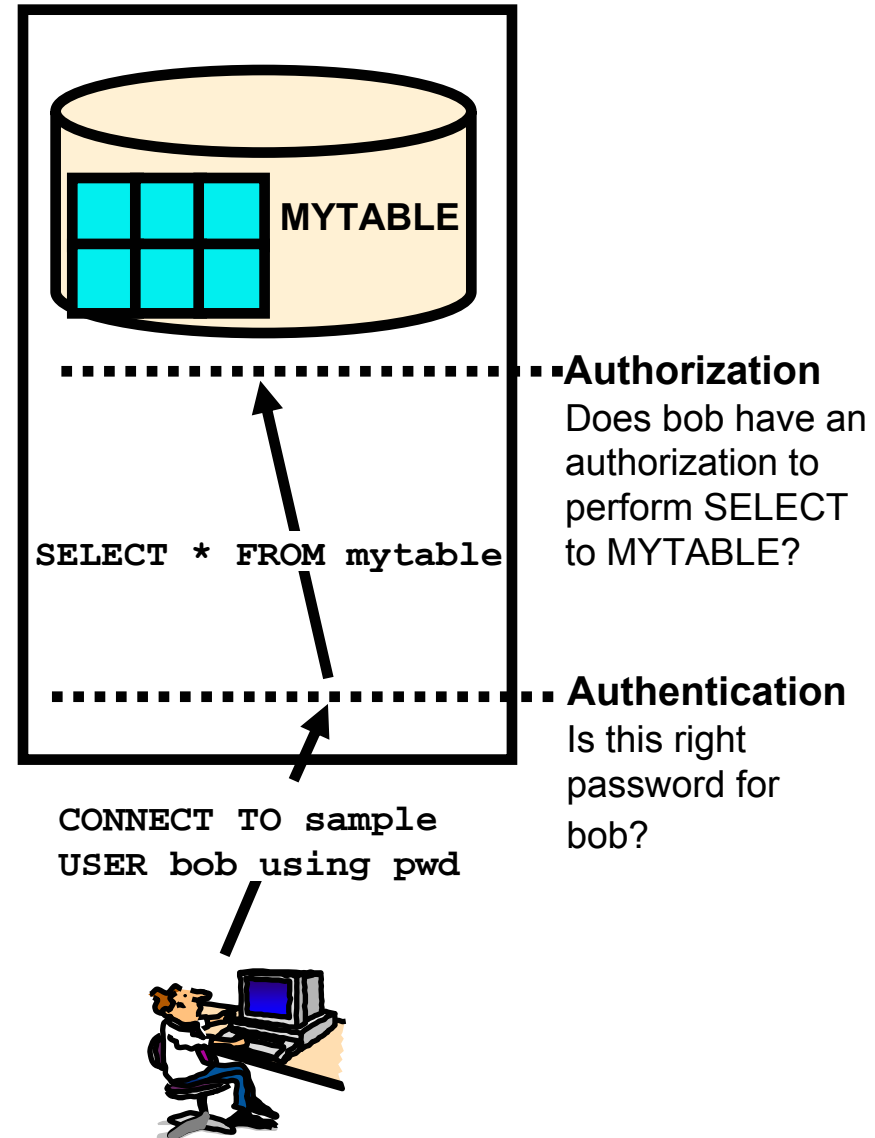 MYTABLE
Authorization
Does bob have an
authorization to
perform SELECT
to MYTABLE?
SELECT * FROM mytable
Authentication
Is this right
password for
bob?
CONNECT TO sample
USER bob using pwd